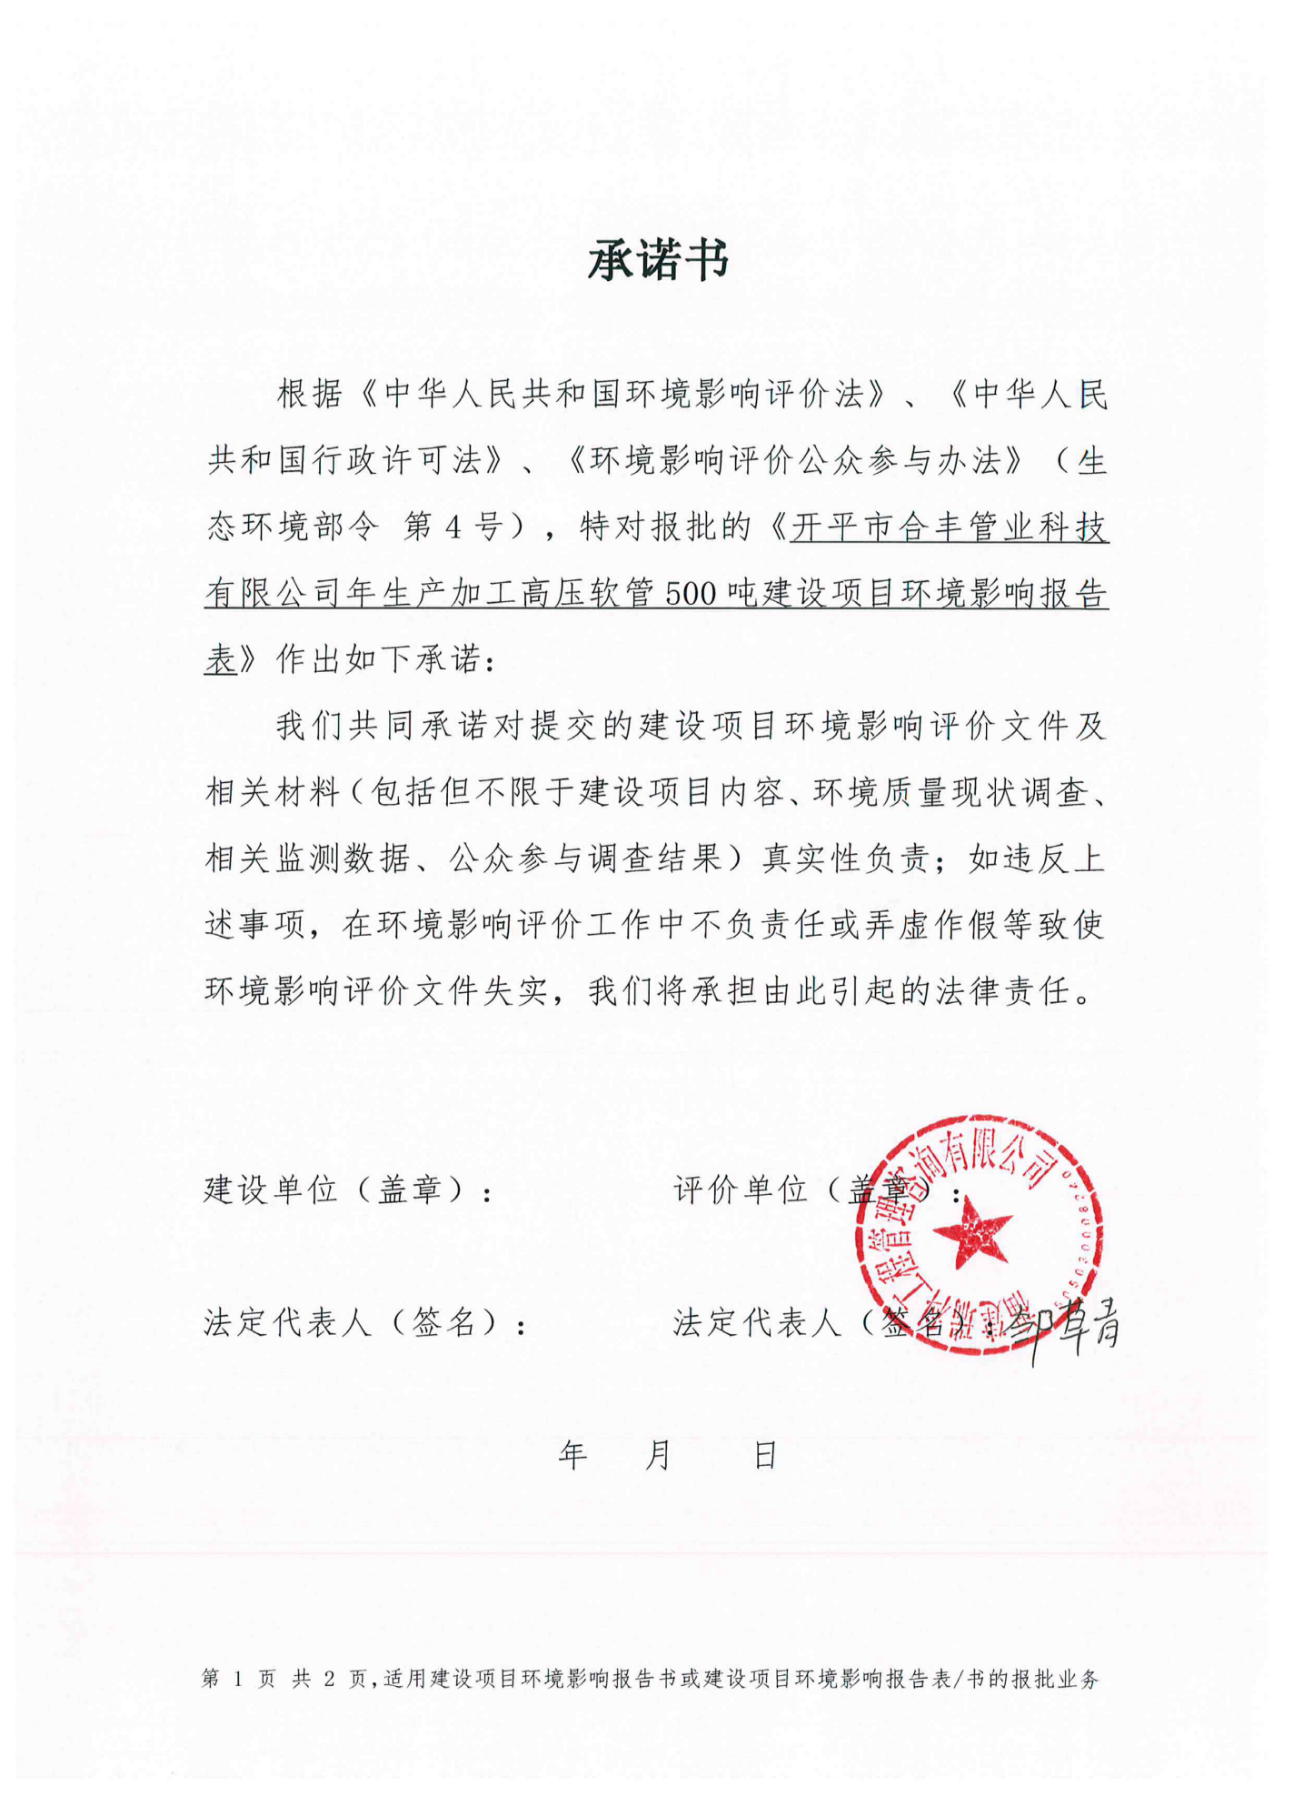 承诺书
根据《中华人民共和国环境影响评价法》、《中华人民
共和国行政许可法》、《环境影响评价公众参与办法》（生
态环境部令 第 4 号），特对报批的《开平市合丰管业科技
有限公司年生产加工高压软管 500 吨建设项目环境影响报告
表》作出如下承诺：
我们共同承诺对提交的建设项目环境影响评价文件及
相关材料（包括但不限于建设项目内容、环境质量现状调查、
相关监测数据、公众参与调查结果）真实性负责；如违反上
述事项，在环境影响评价工作中不负责任或弄虚作假等致使
环境影响评价文件失实，我们将承担由此引起的法律责任。
建设单位（盖章）： 评价单位（盖章）：
工程管理咨询有限公司
法定代表人（签名）： 法定代表人（签名）：
年 月 日
第 1 页 共 2 页,适用建设项目环境影响报告书或建设项目环境影响报告表/书的报批业务